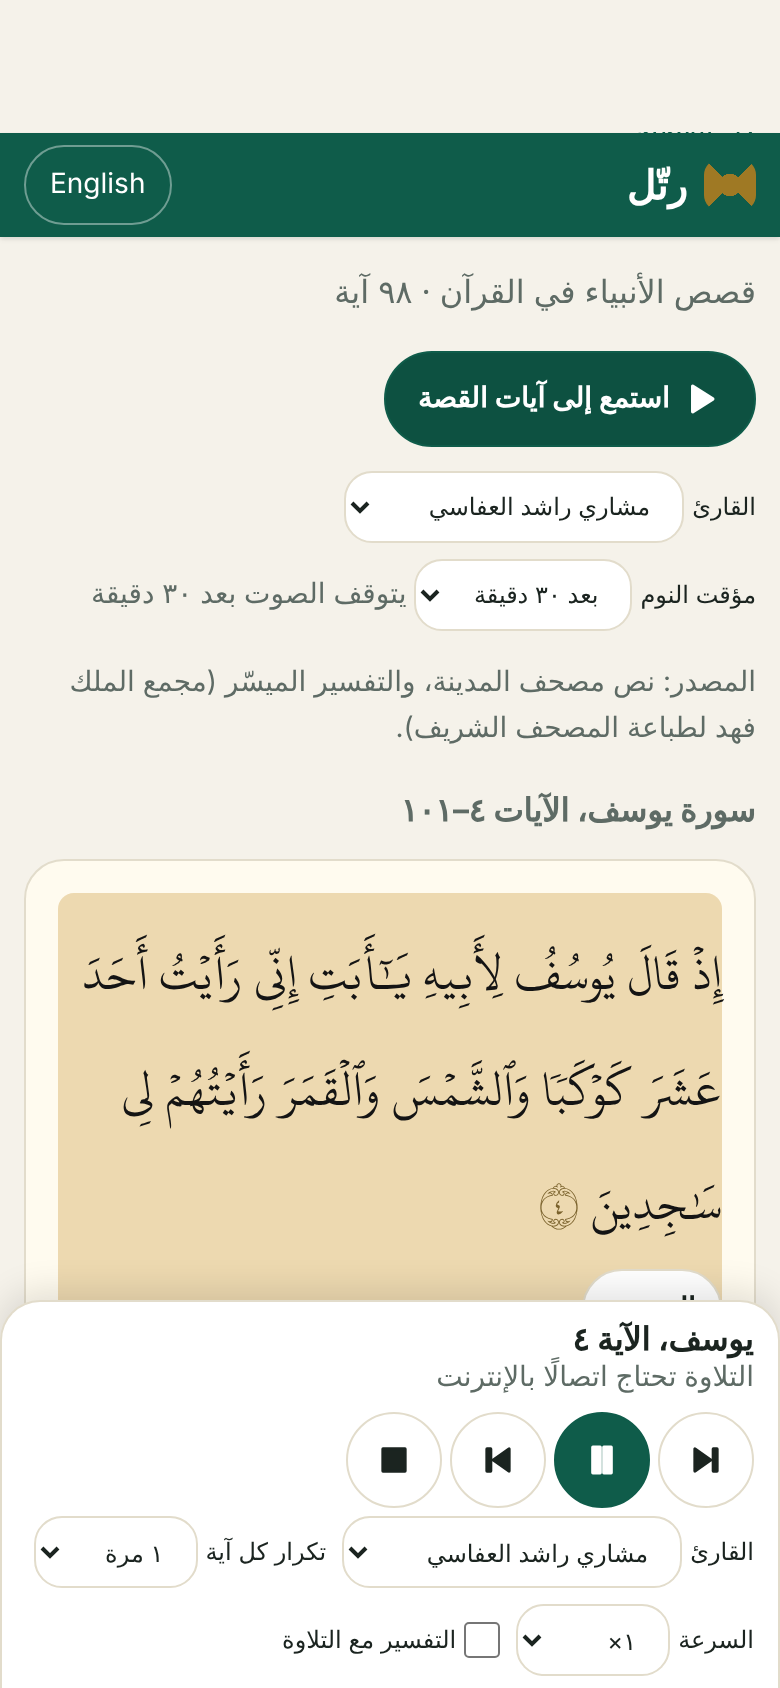 رتّل
English
قصص الأنبياء في القرآن · ٩٨ آية
استمع إلى آيات القصة
القارئ مشاري راشد العفاسي
مؤقت النوم بعد ٣٠ دقيقة يتوقف الصوت بعد ٣٠ دقيقة
المصدر: نص مصحف المدينة، والتفسير الميسّر (مجمع الملك
فهد لطباعة المصحف الشريف).
سورة يوسف، الآيات ٤–١٠١
إِذۡ قَالَ يُوسُفُ لِأَبِيهِ يَـٰٓأَبَتِ إِنِّى رَأَيۡتُ أَحَدَ
عَشَرَ كَوۡكَبٗا وَٱلشَّمۡسَ وَٱلۡقَمَرَ رَأَيۡتُهُمۡ لِى
سَـٰجِدِينَ ٤
يوسف، الآية ٤
التلاوة تحتاج اتصالًا بالإنترنت
القارئ مشاري راشد العفاسي تكرار كل آية ١ مرة
السرعة ١× التفسير مع التلاوة